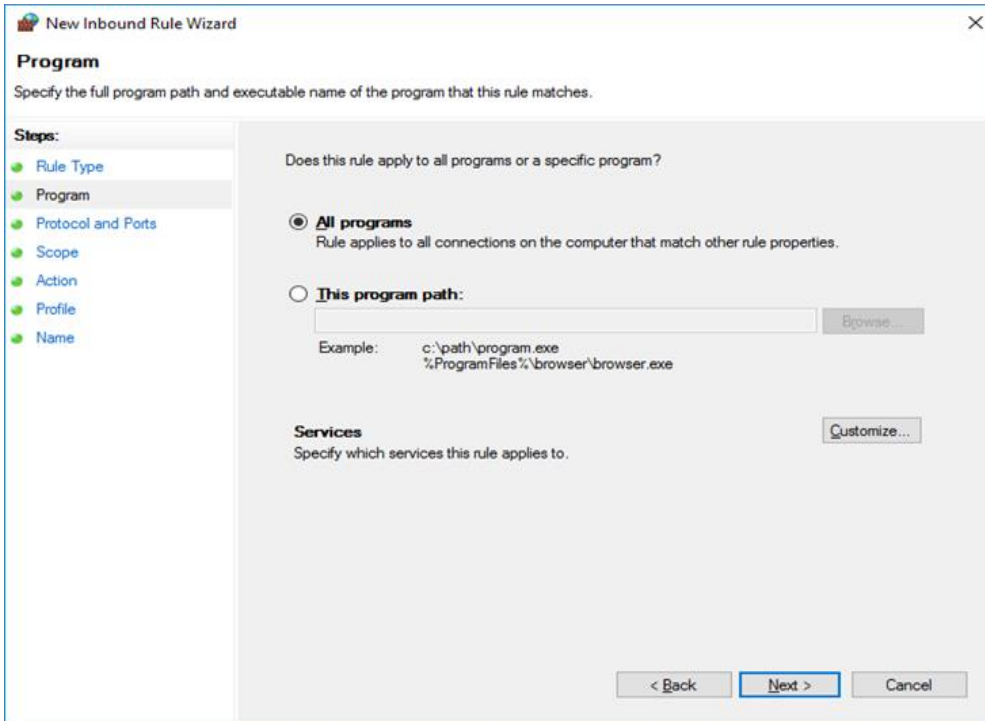 New Inbound Rule Wizard
Program
Specify the full program path and executable name of the program that this rule matches.
Steps:
Rule Type
Program
Protocol and Ports
Scope
Action
Profile
Name
Does this rule apply to all programs or a specific program?
All programs
Rule applies to all connections on the computer that match other rule properties.
This program path:
Browse...
Example: c:\path\program.exe
%ProgramFiles%\browser\browser.exe
Services
Customize...
Specify which services this rule applies to.
< Back Next > Cancel